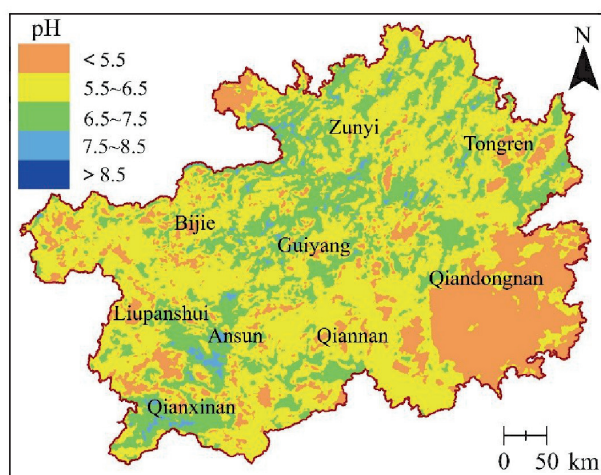 pH
< 5.5
5.5~6.5
6.5~7.5
7.5~8.5
> 8.5
N
Zunyi
Tongren
Bijie
Guiyang
Qiandongnan
Liupanshui
Ansun
Qiannan
Qianxinan
0 50 km